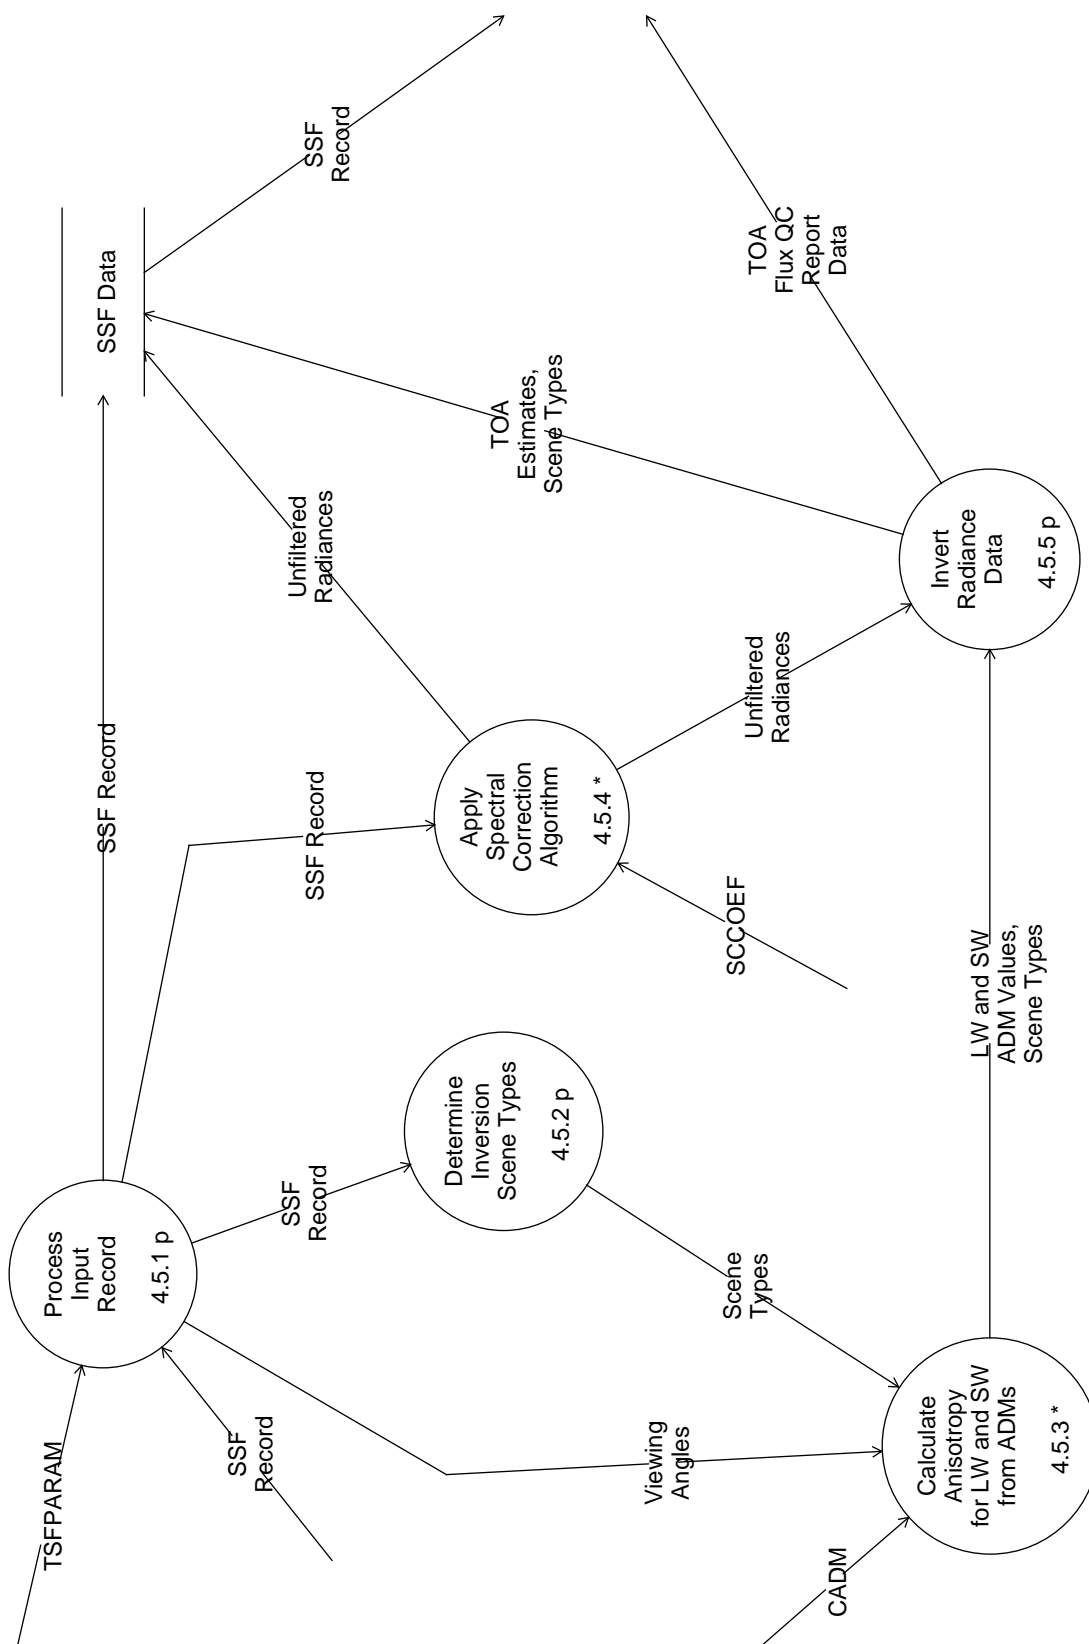 TSFPARAM
SSF
Record
Process
Input
Record
4.5.1 p
SSF Record
SSF Data
SSF
Record
SSF Record
SSF
Record
Determine
Inversion
Scene Types
4.5.2 p
Apply
Spectral
Correction
Algorithm
4.5.4 *
Unfiltered
Radiances
TOA
Estimates,
Scene Types
SCCOEF
Unfiltered
Radiances
TOA
Flux QC
Report
Data
Viewing
Angles
Scene
Types
CADM
Calculate
Anisotropy
for LW and SW
from ADMs
4.5.3 *
LW and SW
ADM Values,
Scene Types
Invert
Radiance
Data
4.5.5 p